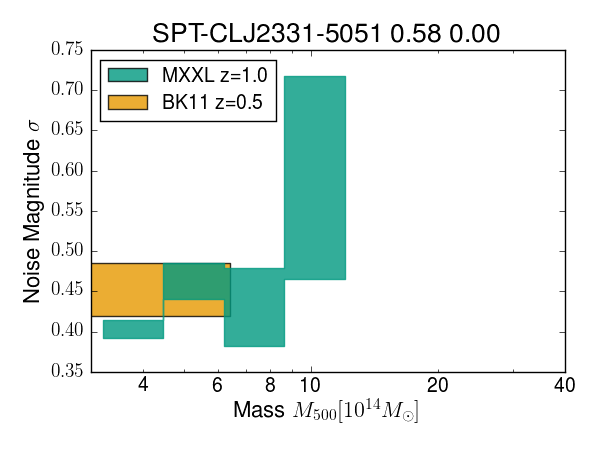 SPT-CLJ2331-5051 0.58 0.00
0.75
0.70
0.65
0.60
0.55
0.50
0.45
0.40
0.35
Noise Magnitude σ
MXXL z=1.0
BK11 z=0.5
4 6 8 10 20 40
Mass M₅₀₀[10¹⁴M⊙]